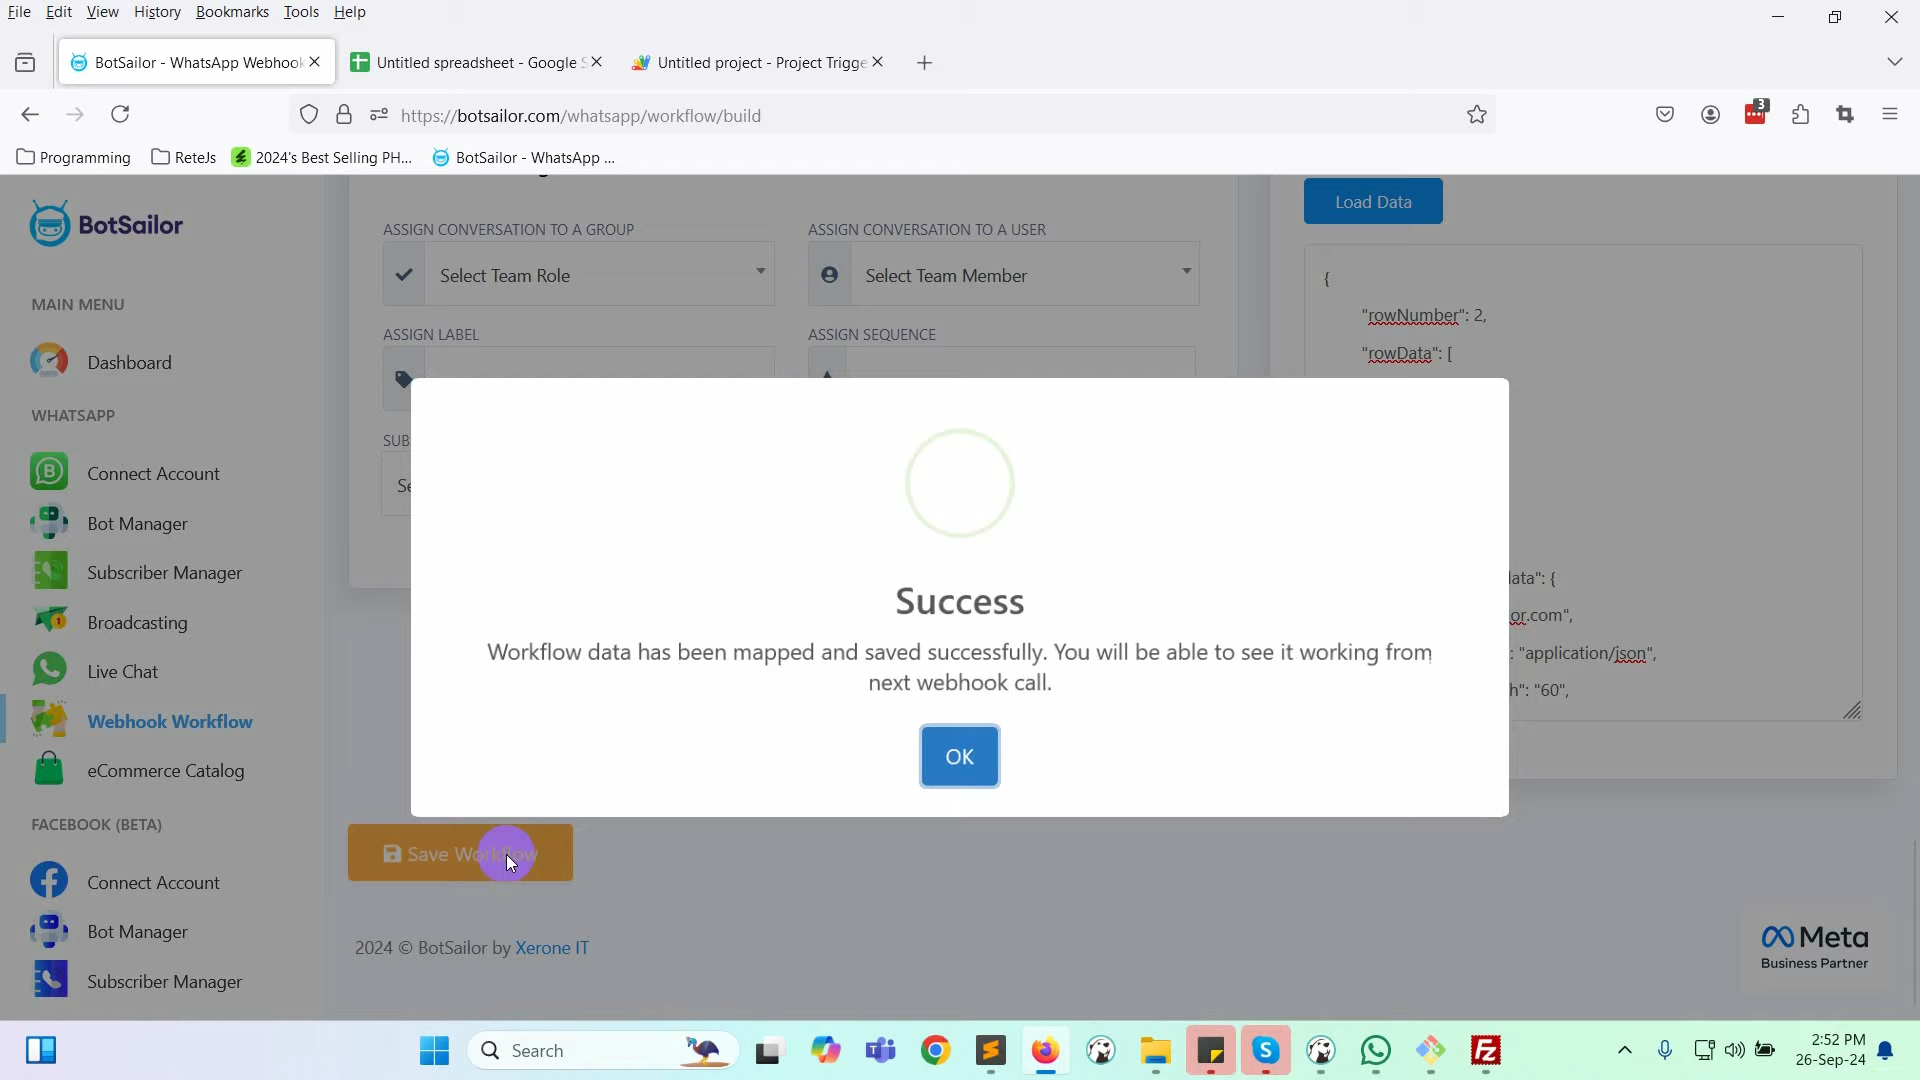 File Edit View History Bookmarks Tools Help
BotSailor - WhatsApp Webhook
Untitled spreadsheet - Google S
Untitled project - Project Trigge
https://botsailor.com/whatsapp/workflow/build
3
Programming
ReteJs
2024's Best Selling PH...
BotSailor - WhatsApp ...
BotSailor
MAIN MENU
Dashboard
WHATSAPP
Connect Account
Bot Manager
Subscriber Manager
Broadcasting
Live Chat
Webhook Workflow
eCommerce Catalog
FACEBOOK (BETA)
Connect Account
Bot Manager
Subscriber Manager
ASSIGN CONVERSATION TO A GROUP
Select Team Role
ASSIGN CONVERSATION TO A USER
Select Team Member
ASSIGN LABEL
ASSIGN SEQUENCE
SUB
Se
Load Data
{
"rowNumber": 2,
"rowData": [
lata": {
or.com",
: "application/json",
h": "60",
Success
Workflow data has been mapped and saved successfully. You will be able to see it working from
next webhook call.
OK
Save Workflow
2024 © BotSailor by Xerone IT
Meta
Business Partner
Search
2:52 PM
26-Sep-24